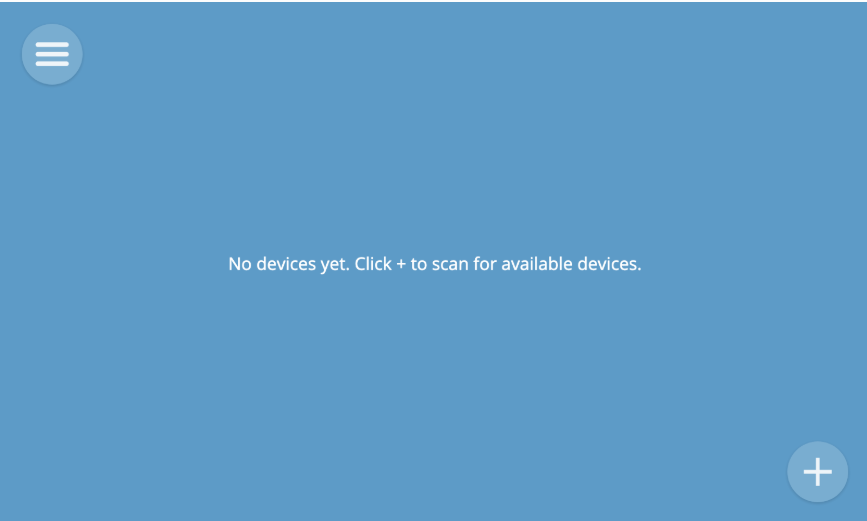 No devices yet. Click + to scan for available devices.